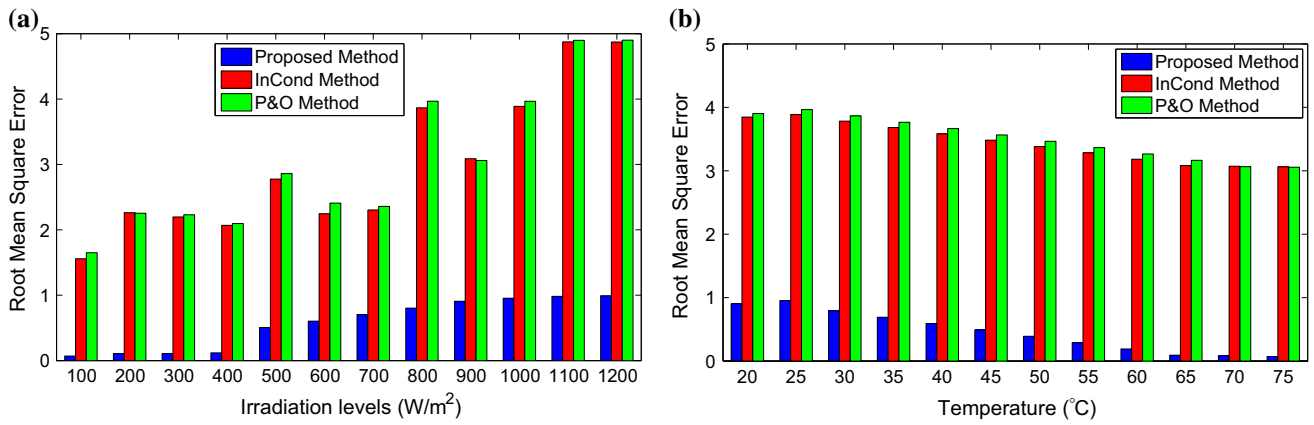 (a)
Root Mean Square Error
5
4
3
2
1
0
Proposed Method
InCond Method
P&O Method
100 200 300 400 500 600 700 800 900 1000 1100 1200
Irradiation levels (W/m²)
(b)
Root Mean Square Error
5
4
3
2
1
0
Proposed Method
InCond Method
P&O Method
20 25 30 35 40 45 50 55 60 65 70 75
Temperature (°C)